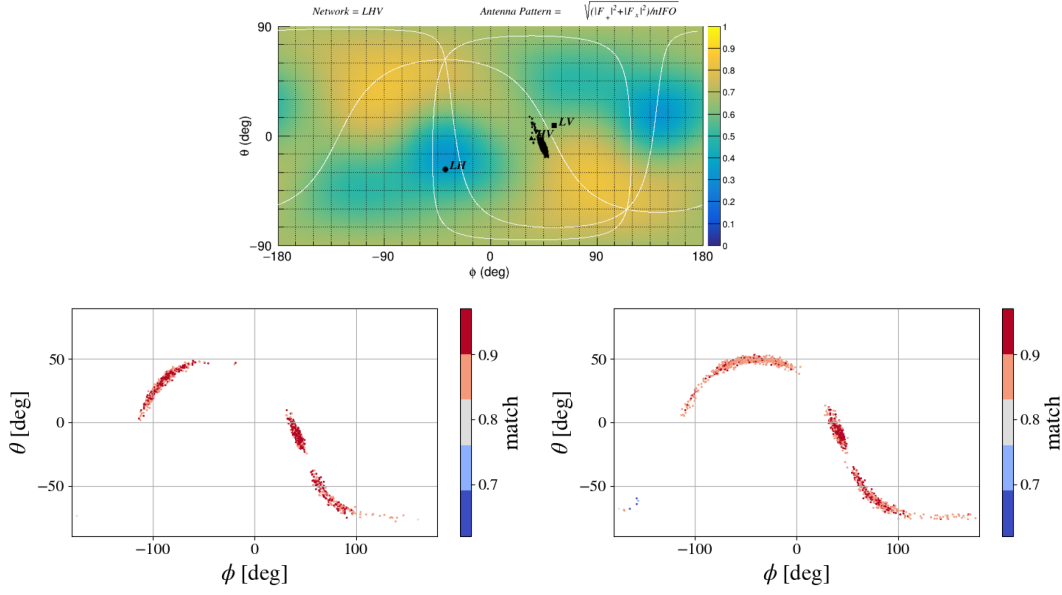 Network = LHV
Antenna Pattern = √(|F₊|²+|Fₓ|²)/nIFO
90
0
−90
θ (deg)
−180
−90
0
90
180
φ (deg)
LV
HV
LH
1
0.9
0.8
0.7
0.6
0.5
0.4
0.3
0.2
0.1
0
50
0
−50
θ [deg]
−100
0
100
ϕ [deg]
0.9
0.8
0.7
match
50
0
−50
θ [deg]
−100
0
100
ϕ [deg]
0.9
0.8
0.7
match